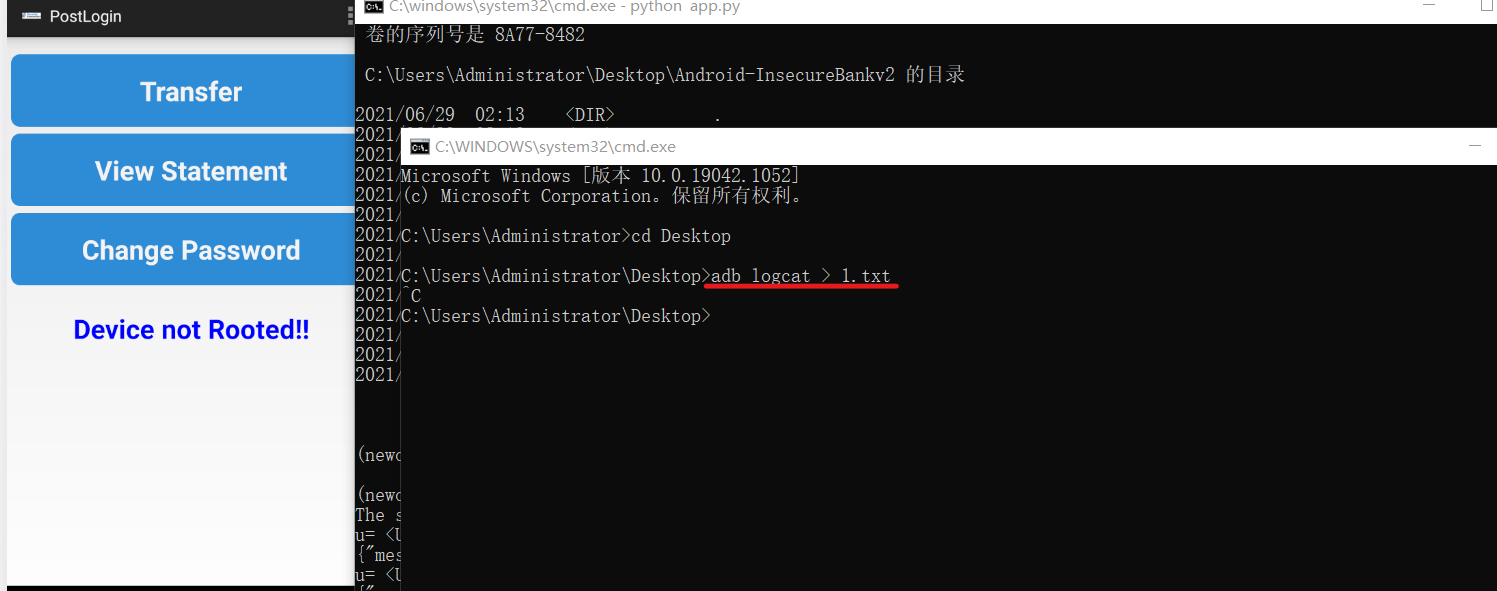 PostLogin
Transfer
View Statement
Change Password
Device not Rooted!!
C:\windows\system32\cmd.exe - python app.py
卷的序列号是 8A77-8482
C:\Users\Administrator\Desktop\Android-InsecureBankv2 的目录
2021/06/29 02:13 <DIR> .
2021/
2021/
2021/
2021/
2021/
2021/
2021/
2021/
2021/
2021/
2021/
2021/
2021/
(newc
(newc
The s
u= <U
{"mes
u= <U
C:\WINDOWS\system32\cmd.exe
Microsoft Windows [版本 10.0.19042.1052]
(c) Microsoft Corporation。保留所有权利。
C:\Users\Administrator>cd Desktop
C:\Users\Administrator\Desktop>adb logcat > 1.txt
^C
C:\Users\Administrator\Desktop>